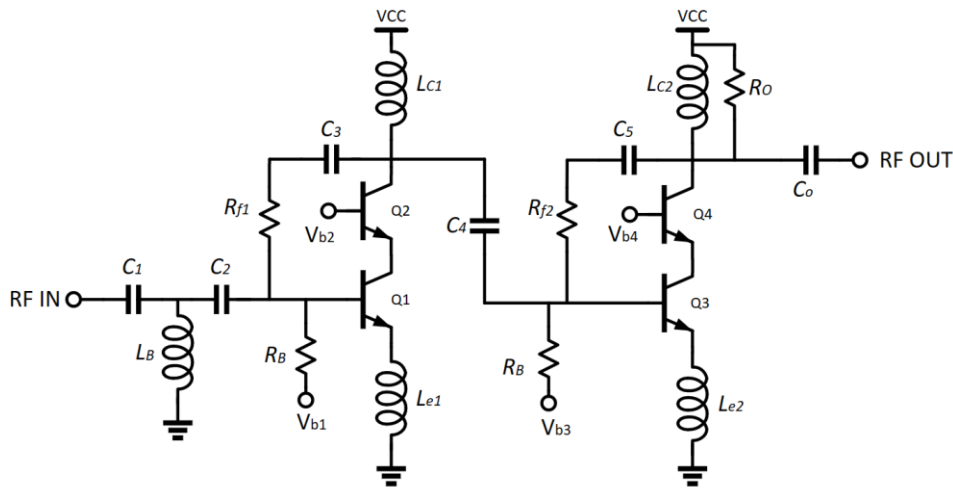 VCC
VCC
LC1
LC2
RO
C3
C5
RF OUT
Co
Rf1
Q2
Vb2
C4
Rf2
Q4
Vb4
C1
C2
RF IN
Q1
Q3
LB
RB
Vb1
Le1
RB
Vb3
Le2